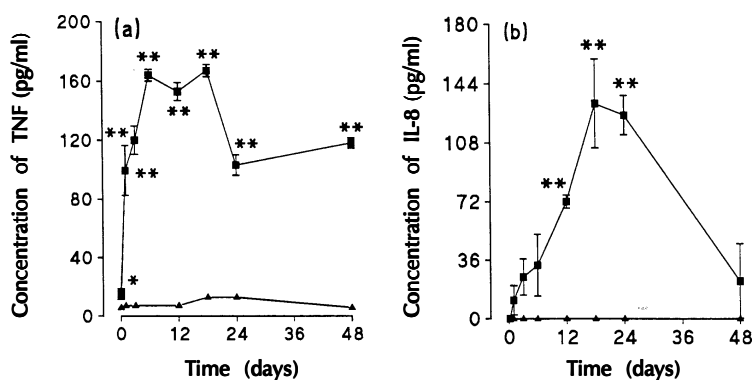 (a)
Concentration of TNF (pg/ml)
200
160
120
80
40
0
**
**
**
**
**
**
**
*
0 12 24 36 48
Time (days)
(b)
Concentration of IL-8 (pg/ml)
180
144
108
72
36
0
**
**
**
0 12 24 36 48
Time (days)